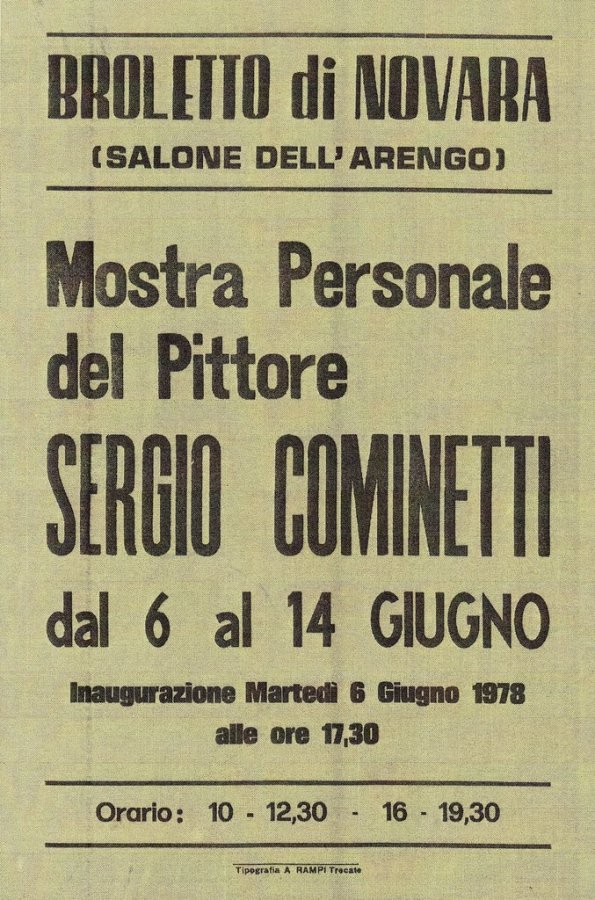 BROLETTO di NOVARA
(SALONE DELL'ARENGO)
Mostra Personale
del Pittore
SERGIO COMINETTI
dal 6 al 14 GIUGNO
Inaugurazione Martedì 6 Giugno 1978
alle ore 17,30
Orario: 10 - 12,30 - 16 - 19,30
Tipografia A RAMPI Trecate